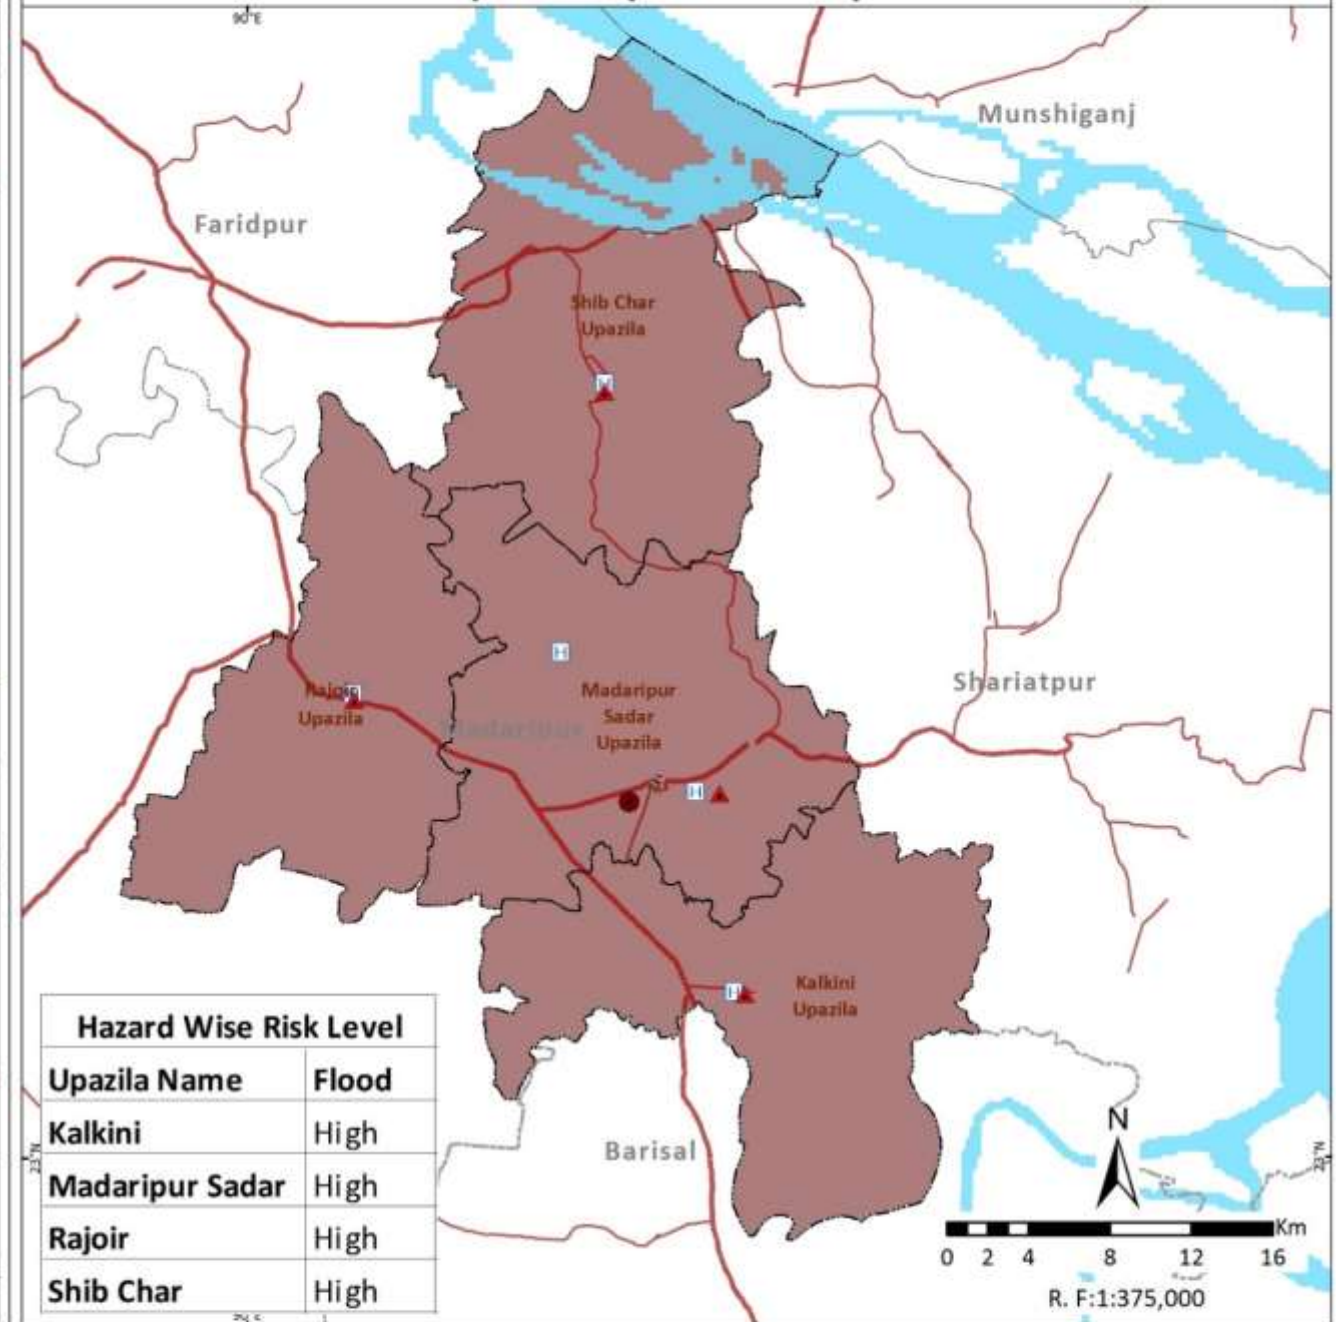 90°E
Munshiganj
Faridpur
Shib Char
Upazila
H
H
Rajoir
Upazila
H
Madaripur
Sadar
Upazila
Madaripur
Shariatpur
H
H
Kalkini
Upazila
Barisal
Hazard Wise Risk Level
Upazila Name Flood
Kalkini High
Madaripur Sadar High
Rajoir High
Shib Char High
23°N
23°N
N
Km
0 2 4 8 12 16
R. F:1:375,000